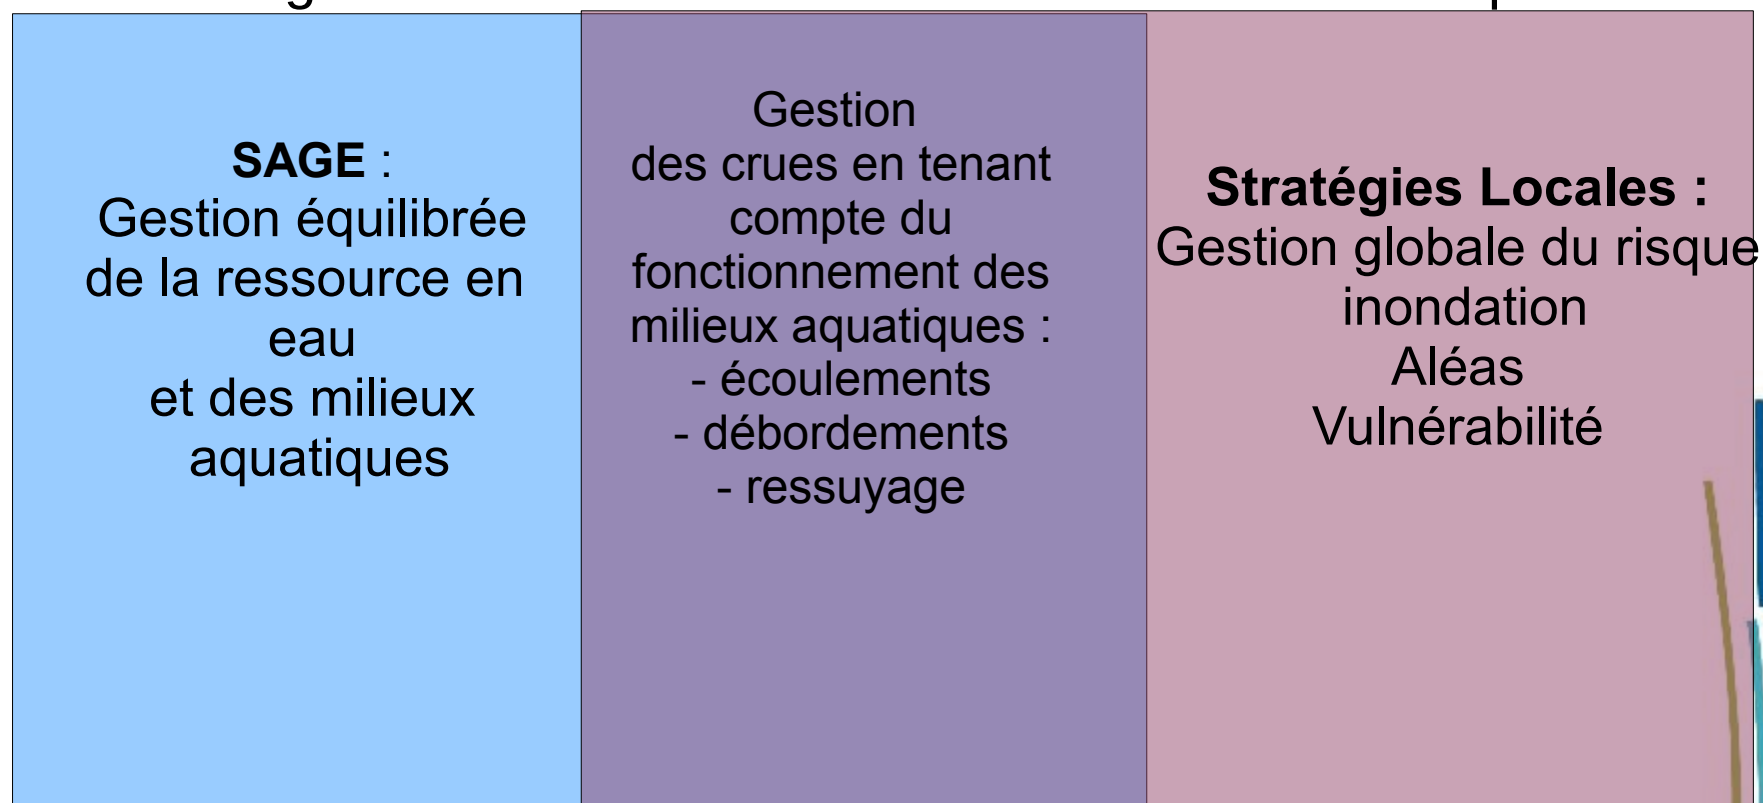 SAGE :
Gestion équilibrée
de la ressource en
eau
et des milieux
aquatiques
Gestion
des crues en tenant
compte du
fonctionnement des
milieux aquatiques :
- écoulements
- débordements
- ressuyage
Stratégies Locales :
Gestion globale du risque
inondation
Aléas
Vulnérabilité